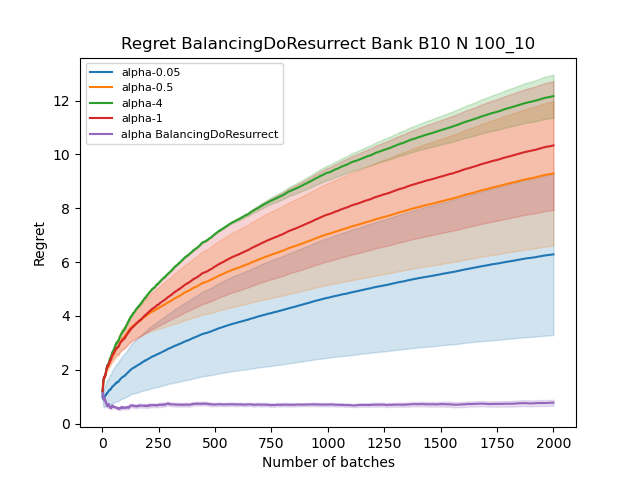 Regret BalancingDoResurrect Bank B10 N 100_10
alpha-0.05
alpha-0.5
alpha-4
alpha-1
alpha BalancingDoResurrect
Regret
12
10
8
6
4
2
0
0 250 500 750 1000 1250 1500 1750 2000
Number of batches